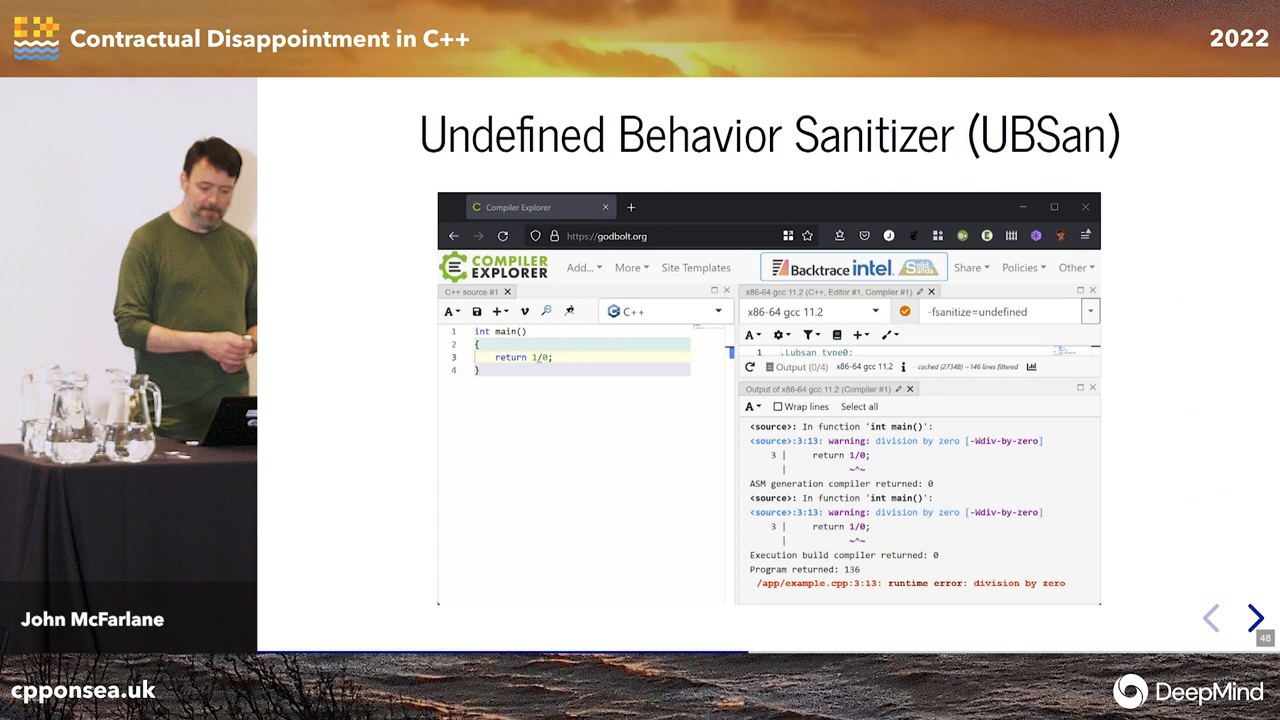 Contractual Disappointment in C++
2022
Undefined Behavior Sanitizer (UBSan)
Compiler Explorer
https://godbolt.org
COMPILER
EXPLORER
Add...
More
Site Templates
Backtrace
intel.
Solid Sands
Share
Policies
Other
C++ source #1
x86-64 gcc 11.2 (C++, Editor #1, Compiler #1)
A
C++
x86-64 gcc 11.2
-fsanitize=undefined
1 int main()
2 {
3 return 1/0;
4 }
A
1 .Lubsan_type0:
Output (0/4) x86-64 gcc 11.2 i - cached (2734B) ~146 lines filtered
Output of x86-64 gcc 11.2 (Compiler #1)
A Wrap lines Select all
<source>: In function 'int main()':
<source>:3:13: warning: division by zero [-Wdiv-by-zero]
3 | return 1/0;
| ~^~
ASM generation compiler returned: 0
<source>: In function 'int main()':
<source>:3:13: warning: division by zero [-Wdiv-by-zero]
3 | return 1/0;
| ~^~
Execution build compiler returned: 0
Program returned: 136
/app/example.cpp:3:13: runtime error: division by zero
John McFarlane
48
cpponsea.uk
DeepMind